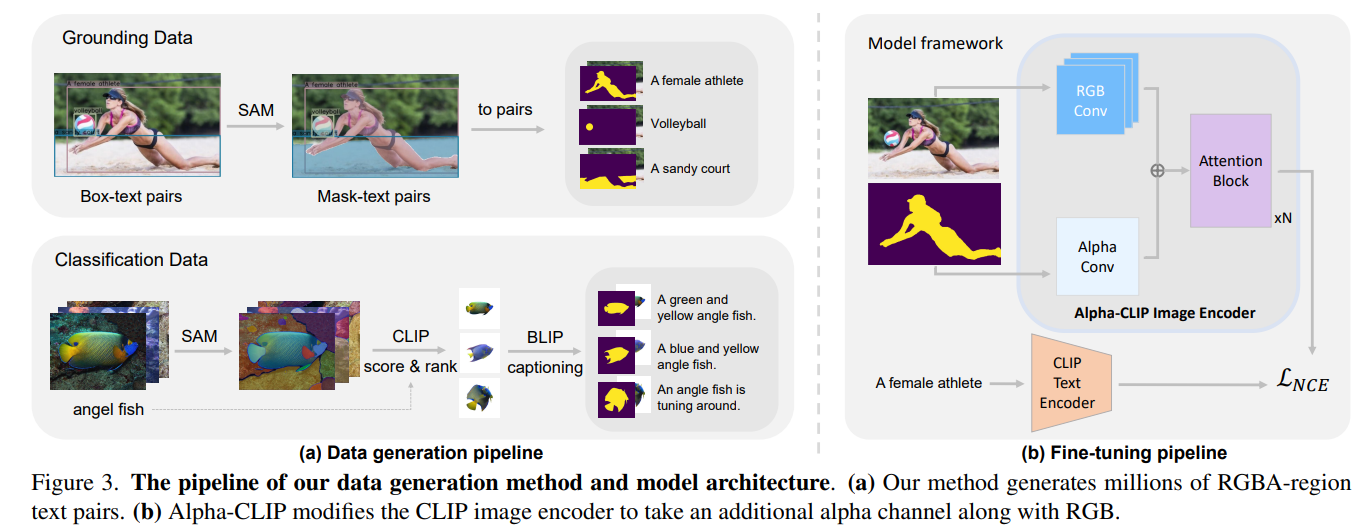 Grounding Data
A female athlete
volleyball
A female athlete
volleyball
SAM
to pairs
Box-text pairs
Mask-text pairs
A female athlete
Volleyball
A sandy court
Classification Data
SAM
CLIP
score & rank
BLIP
captioning
angel fish
A green and
yellow angle fish.
A blue and yellow
angle fish.
An angle fish is
tuning around.
(a) Data generation pipeline
Model framework
RGB
Conv
Alpha
Conv
⊕
Attention
Block
xN
Alpha-CLIP Image Encoder
A female athlete
CLIP
Text
Encoder
ℒNCE
(b) Fine-tuning pipeline
Figure 3. The pipeline of our data generation method and model architecture. (a) Our method generates millions of RGBA-region
text pairs. (b) Alpha-CLIP modifies the CLIP image encoder to take an additional alpha channel along with RGB.